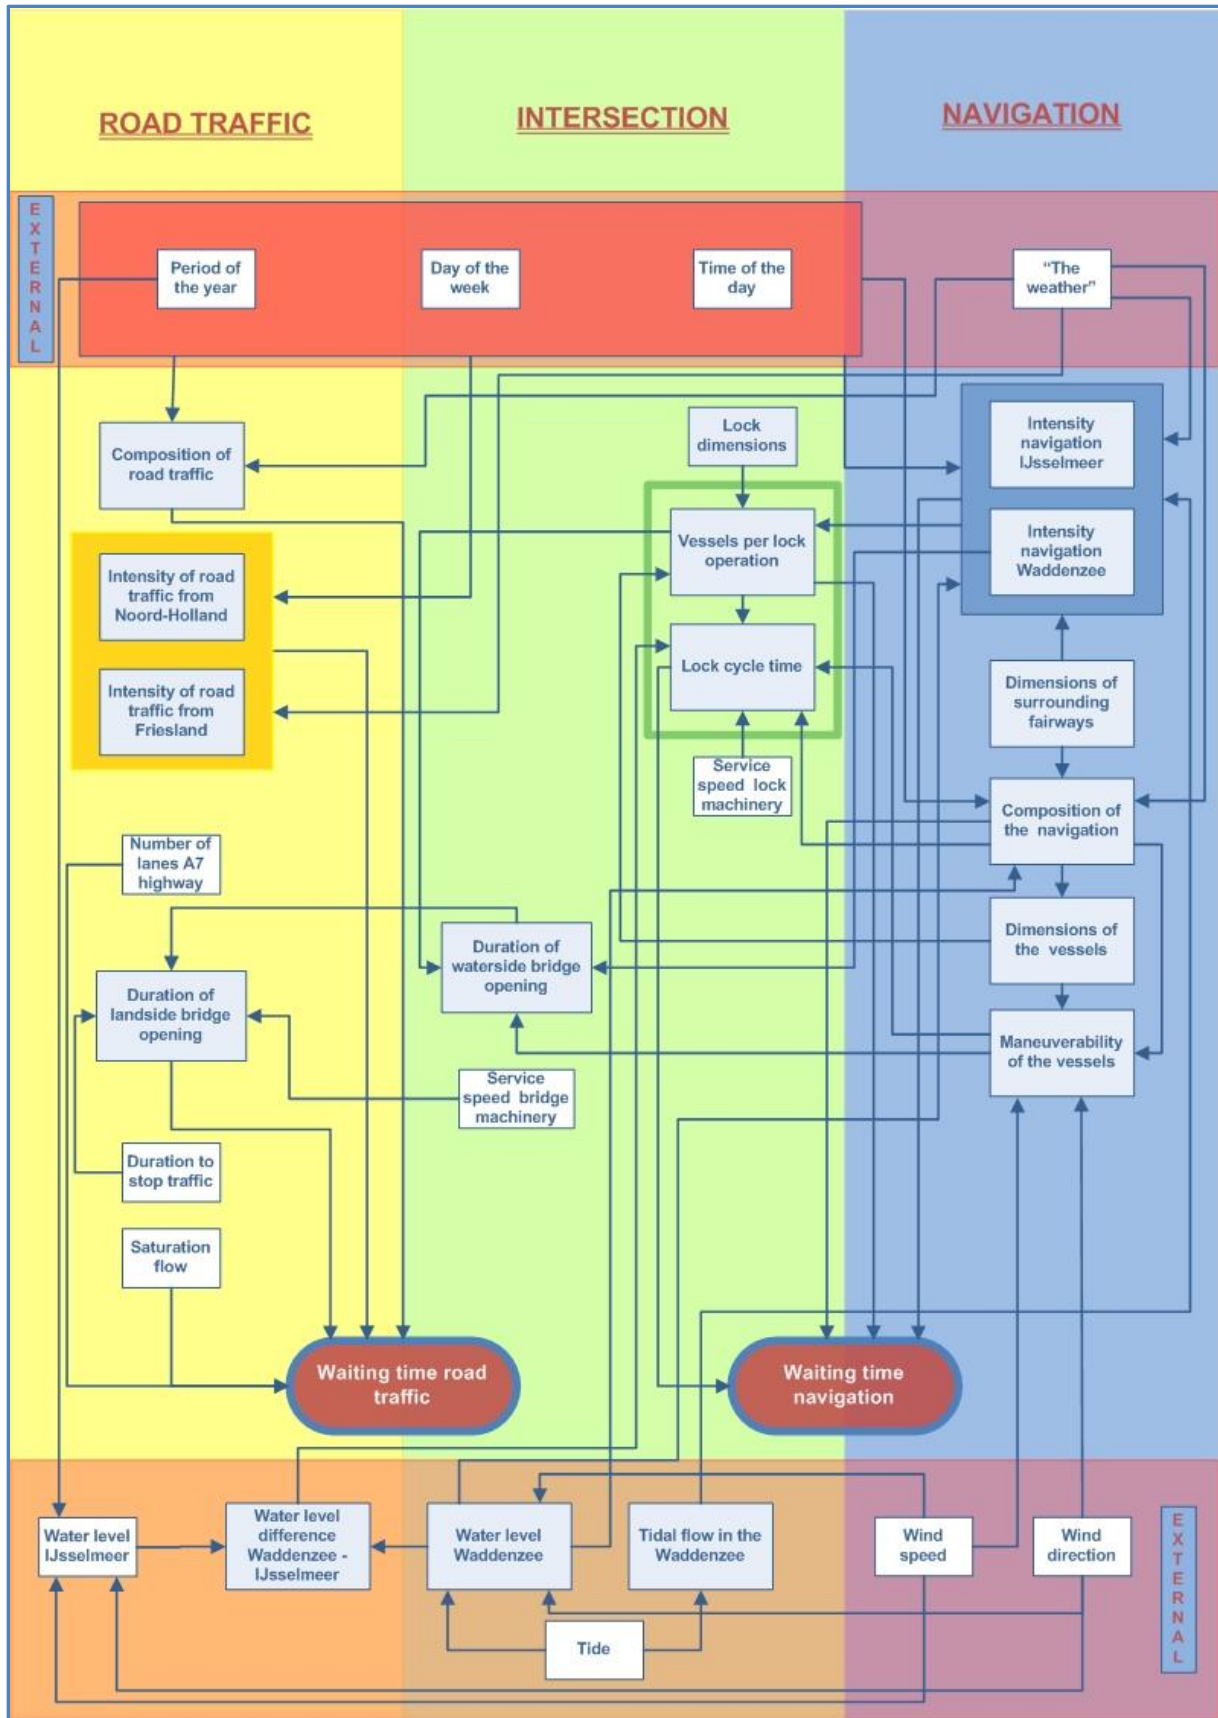 ROAD TRAFFIC
INTERSECTION
NAVIGATION
E
X
T
E
R
N
A
L
Period of
the year
Day of the
week
Time of the
day
“The
weather”
Composition of
road traffic
Lock
dimensions
Intensity
navigation
IJsselmeer
Intensity
navigation
Waddenzee
Intensity of road
traffic from
Noord-Holland
Intensity of road
traffic from
Friesland
Vessels per lock
operation
Lock cycle time
Service
speed lock
machinery
Dimensions of
surrounding
fairways
Composition of
the navigation
Number of
lanes A7
highway
Dimensions of
the vessels
Duration of
waterside bridge
opening
Duration of
landside bridge
opening
Maneuverability
of the vessels
Service
speed bridge
machinery
Duration to
stop traffic
Saturation
flow
Waiting time road
traffic
Waiting time
navigation
Water level
IJsselmeer
Water level
difference
Waddenzee -
IJsselmeer
Water level
Waddenzee
Tidal flow in the
Waddenzee
Wind
speed
Wind
direction
Tide
E
X
T
E
R
N
A
L